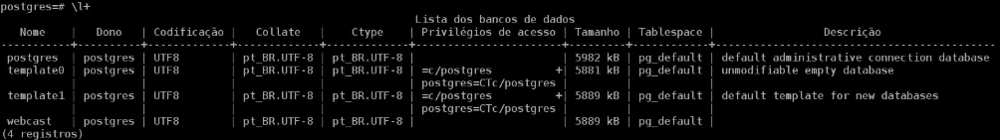 postgres=# \l+
Lista dos bancos de dados
Nome | Dono | Codificação | Collate | Ctype | Privilégios de acesso | Tamanho | Tablespace | Descrição
-----------+----------+-------------+-------------+-------------+-----------------------+---------+------------+--------------------------------------------
postgres | postgres | UTF8 | pt_BR.UTF-8 | pt_BR.UTF-8 | | 5982 kB | pg_default | default administrative connection database
template0 | postgres | UTF8 | pt_BR.UTF-8 | pt_BR.UTF-8 | =c/postgres +| 5881 kB | pg_default | unmodifiable empty database
| | | | | postgres=CTc/postgres | | |
template1 | postgres | UTF8 | pt_BR.UTF-8 | pt_BR.UTF-8 | =c/postgres +| 5889 kB | pg_default | default template for new databases
| | | | | postgres=CTc/postgres | | |
webcast | postgres | UTF8 | pt_BR.UTF-8 | pt_BR.UTF-8 | | 5889 kB | pg_default |
(4 registros)